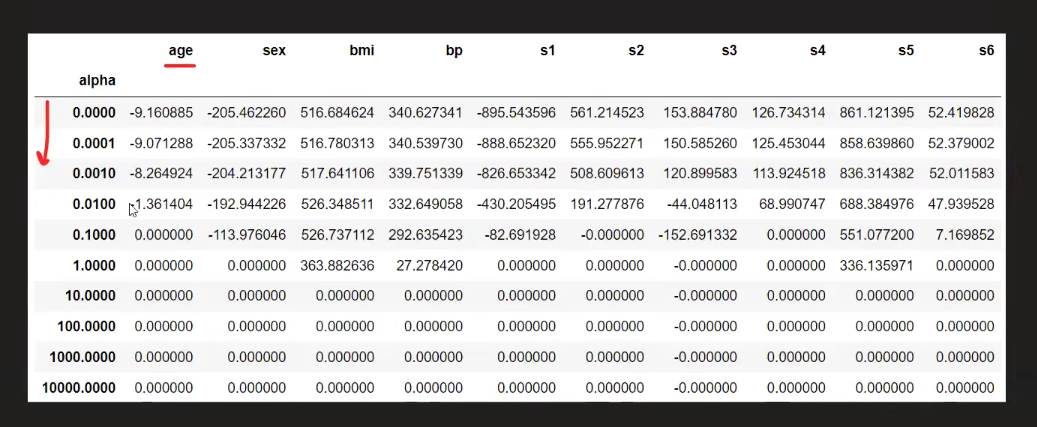 age sex bmi bp s1 s2 s3 s4 s5 s6
alpha
0.0000 -9.160885 -205.462260 516.684624 340.627341 -895.543596 561.214523 153.884780 126.734314 861.121395 52.419828
0.0001 -9.071288 -205.337332 516.780313 340.539730 -888.652320 555.952271 150.585260 125.453044 858.639860 52.379002
0.0010 -8.264924 -204.213177 517.641106 339.751339 -826.653342 508.609613 120.899583 113.924518 836.314382 52.011583
0.0100 -1.361404 -192.944226 526.348511 332.649058 -430.205495 191.277876 -44.048113 68.990747 688.384976 47.939528
0.1000 0.000000 -113.976046 526.737112 292.635423 -82.691928 -0.000000 -152.691332 0.000000 551.077200 7.169852
1.0000 0.000000 0.000000 363.882636 27.278420 0.000000 0.000000 -0.000000 0.000000 336.135971 0.000000
10.0000 0.000000 0.000000 0.000000 0.000000 0.000000 0.000000 -0.000000 0.000000 0.000000 0.000000
100.0000 0.000000 0.000000 0.000000 0.000000 0.000000 0.000000 -0.000000 0.000000 0.000000 0.000000
1000.0000 0.000000 0.000000 0.000000 0.000000 0.000000 0.000000 -0.000000 0.000000 0.000000 0.000000
10000.0000 0.000000 0.000000 0.000000 0.000000 0.000000 0.000000 -0.000000 0.000000 0.000000 0.000000